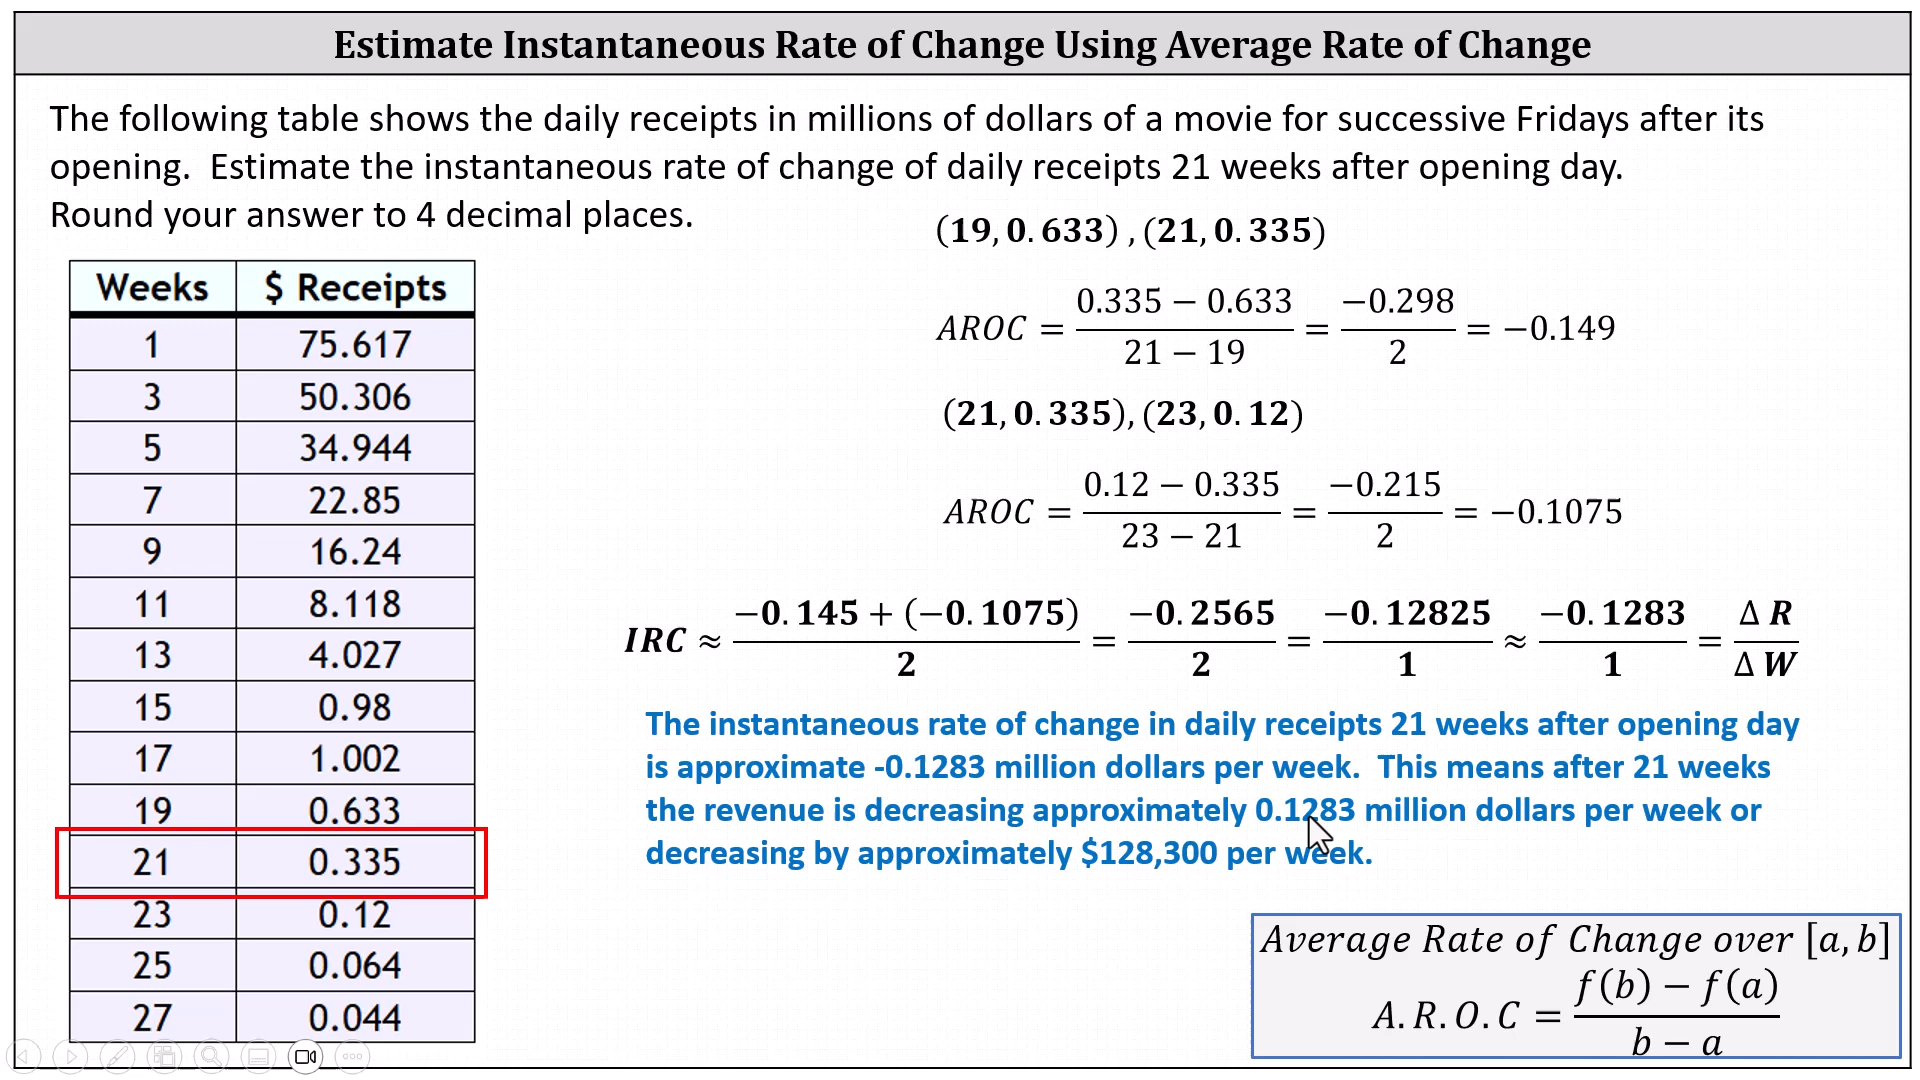 Estimate Instantaneous Rate of Change Using Average Rate of Change
The following table shows the daily receipts in millions of dollars of a movie for successive Fridays after its
opening.  Estimate the instantaneous rate of change of daily receipts 21 weeks after opening day.
Round your answer to 4 decimal places.
Weeks $ Receipts
1 75.617
3 50.306
5 34.944
7 22.85
9 16.24
11 8.118
13 4.027
15 0.98
17 1.002
19 0.633
21 0.335
23 0.12
25 0.064
27 0.044
(19, 0.633), (21, 0.335)
AROC = (0.335 − 0.633)/(21 − 19) = −0.298/2 = −0.149
(21, 0.335), (23, 0.12)
AROC = (0.12 − 0.335)/(23 − 21) = −0.215/2 = −0.1075
IRC ≈ (−0.145 + (−0.1075))/2 = −0.2565/2 = −0.12825/1 ≈ −0.1283/1 = Δ R/Δ W
The instantaneous rate of change in daily receipts 21 weeks after opening day
is approximate -0.1283 million dollars per week.  This means after 21 weeks
the revenue is decreasing approximately 0.1283 million dollars per week or
decreasing by approximately $128,300 per week.
Average Rate of Change over [a, b]
A.R.O.C = (f(b) − f(a))/(b − a)